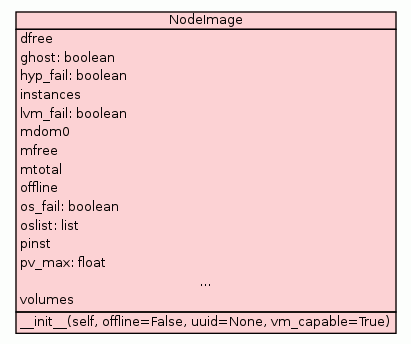 NodeImage
dfree
ghost: boolean
hyp_fail: boolean
instances
lvm_fail: boolean
mdom0
mfree
mtotal
offline
os_fail: boolean
oslist: list
pinst
pv_max: float
...
volumes
__init__(self, offline=False, uuid=None, vm_capable=True)